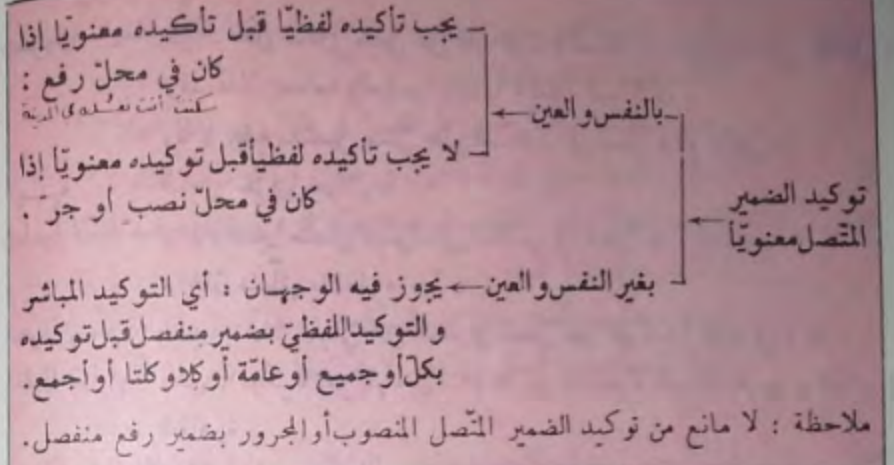 توكيد الضمير
المتّصل معنويّاً
ـ بالنفس والعين
ـ يجب تأكيده لفظيّا قبل تأكيده معنويّا إذا
كان في محلّ رفع :
كنت أنت
ـ لا يجب تأكيده لفظياً قبل توكيده معنويّا إذا
كان في محلّ نصب أو جرّ .
بغير النفس والعين
يجوز فيه الوجهان : أي التوكيد المباشر
والتوكيد اللفظيّ بضمير منفصل قبل توكيده
بكلّ أو جميع أو عامّة أو كلا وكلتا أو أجمع.
ملاحظة : لا مانع من توكيد الضمير المتّصل المنصوب أو المجرور بضمير رفع منفصل.